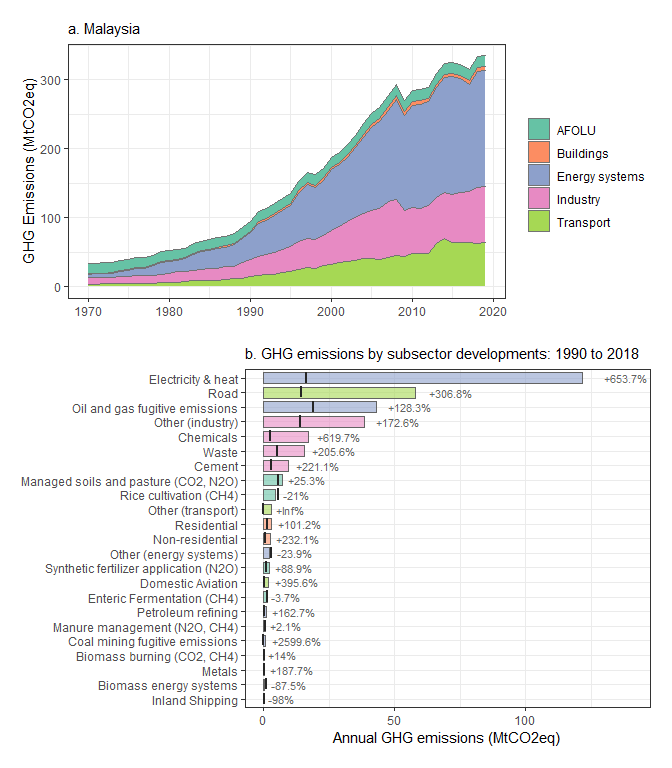 a. Malaysia
GHG Emissions (MtCO2eq)
300
200
100
0
1970 1980 1990 2000 2010 2020
AFOLU
Buildings
Energy systems
Industry
Transport
b. GHG emissions by subsector developments: 1990 to 2018
Electricity & heat +653.7%
Road +306.8%
Oil and gas fugitive emissions +128.3%
Other (industry) +172.6%
Chemicals +619.7%
Waste +205.6%
Cement +221.1%
Managed soils and pasture (CO2, N2O) +25.3%
Rice cultivation (CH4) -21%
Other (transport) +Inf%
Residential +101.2%
Non-residential +232.1%
Other (energy systems) -23.9%
Synthetic fertilizer application (N2O) +88.9%
Domestic Aviation +395.6%
Enteric Fermentation (CH4) -3.7%
Petroleum refining +162.7%
Manure management (N2O, CH4) +2.1%
Coal mining fugitive emissions +2599.6%
Biomass burning (CO2, CH4) +14%
Metals +187.7%
Biomass energy systems -87.5%
Inland Shipping -98%
0 50 100
Annual GHG emissions (MtCO2eq)